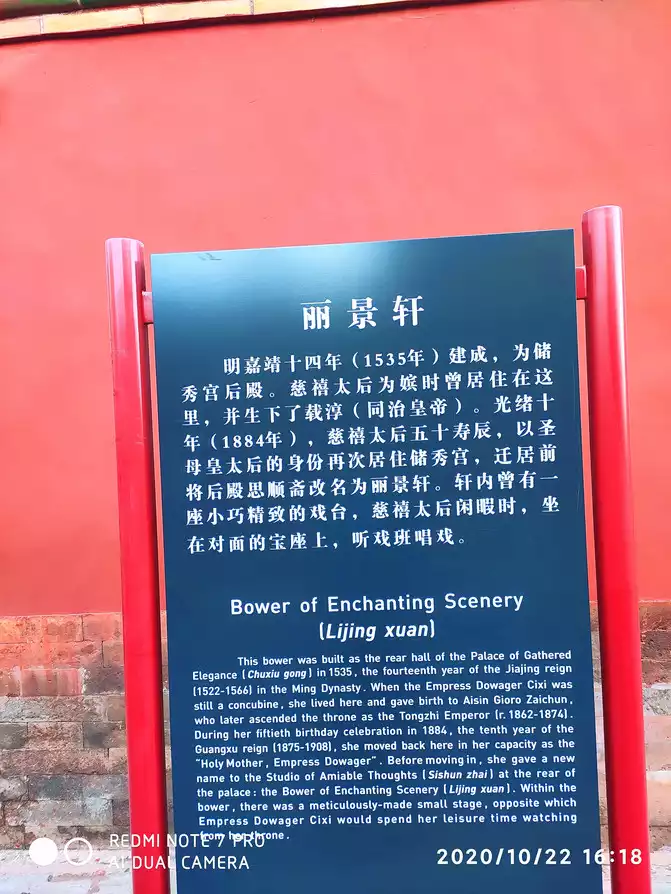 丽景轩
明嘉靖十四年（1535年）建成，为储
秀宫后殿。慈禧太后为嫔时曾居住在这
里，并生下了载淳（同治皇帝）。光绪十
年（1884年），慈禧太后五十寿辰，以圣
母皇太后的身份再次居住储秀宫，迁居前
将后殿思顺斋改名为丽景轩。轩内曾有一
座小巧精致的戏台，慈禧太后闲暇时，坐
在对面的宝座上，听戏班唱戏。
Bower of Enchanting Scenery
(Lijing xuan)
This bower was built as the rear hall of the Palace of Gathered
Elegance (Chuxiu gong) in 1535, the fourteenth year of the Jiajing reign
(1522-1566) in the Ming Dynasty. When the Empress Dowager Cixi was
still a concubine, she lived here and gave birth to Aisin Gioro Zaichun,
who later ascended the throne as the Tongzhi Emperor (r. 1862-1874).
During her fiftieth birthday celebration in 1884, the tenth year of the
Guangxu reign (1875-1908), she moved back here in her capacity as the
"Holy Mother, Empress Dowager". Before moving in, she gave a new
name to the Studio of Amiable Thoughts (Sishun zhai) at the rear of
the palace: the Bower of Enchanting Scenery (Lijing xuan). Within the
bower, there was a meticulously-made small stage, opposite which
Empress Dowager Cixi would spend her leisure time watching
from her throne.
REDMI NOTE 7 PRO
AI DUAL CAMERA
2020/10/22 16:18